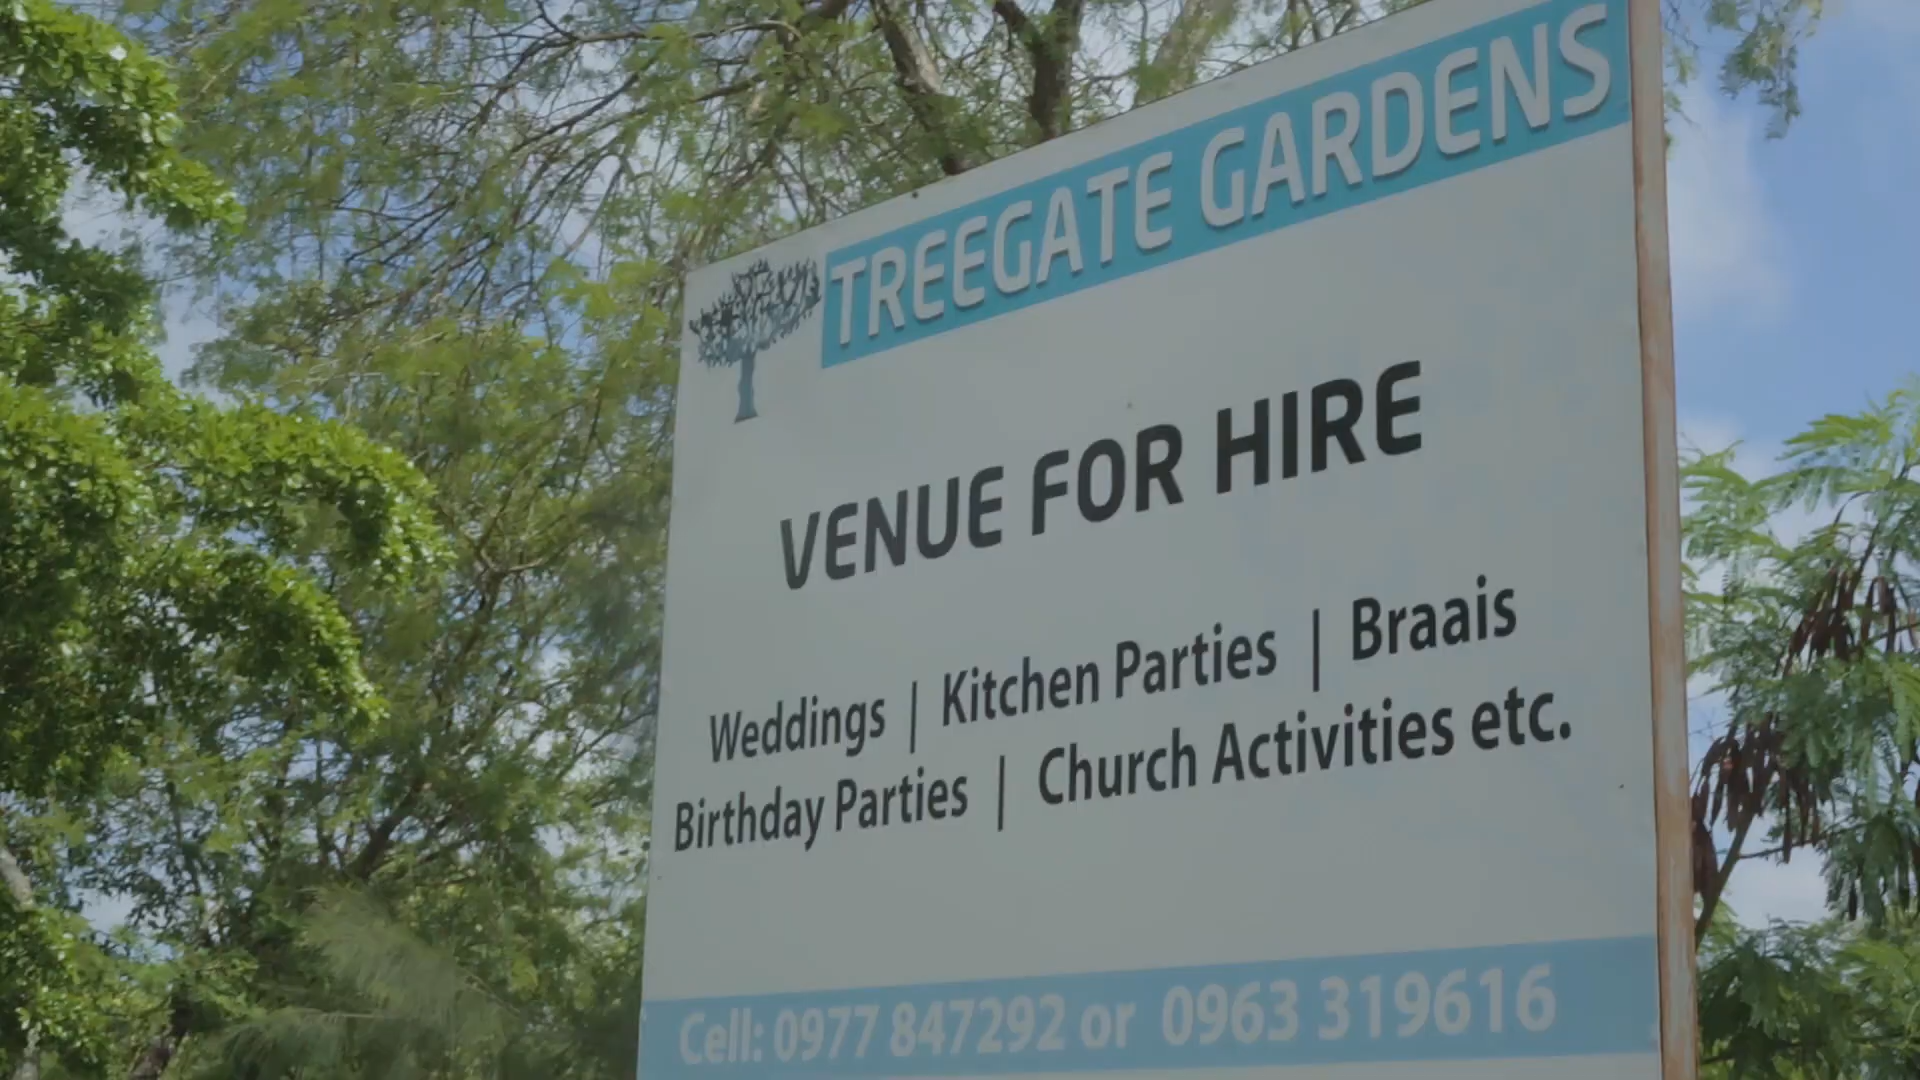 TREEGATE GARDENS
VENUE FOR HIRE
Weddings | Kitchen Parties | Braais
Birthday Parties | Church Activities etc.
Cell: 0977 847292 or 0963 319616